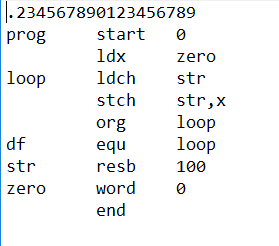 .234567890123456789
prog start 0
ldx zero
loop ldch str
stch str,x
org loop
df equ loop
str resb 100
zero word 0
end